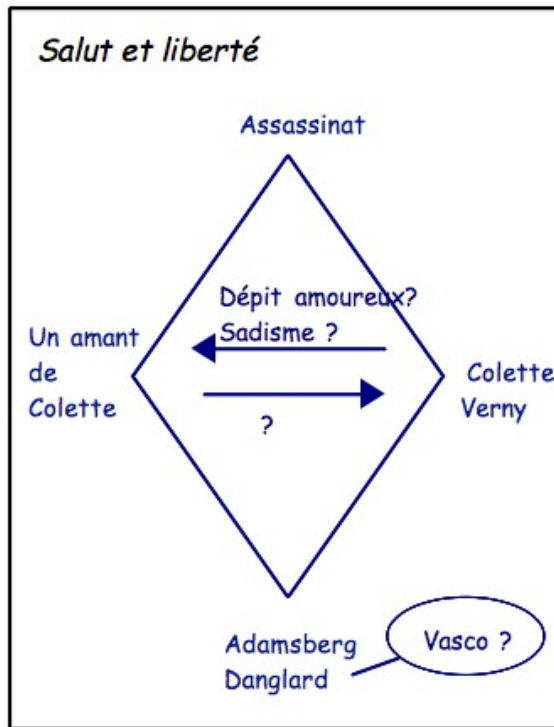 Salut et liberté
Assassinat
Dépit amoureux?
Sadisme ?
Un amant
de
Colette
Colette
Verny
?
Adamsberg
Danglard
Vasco ?